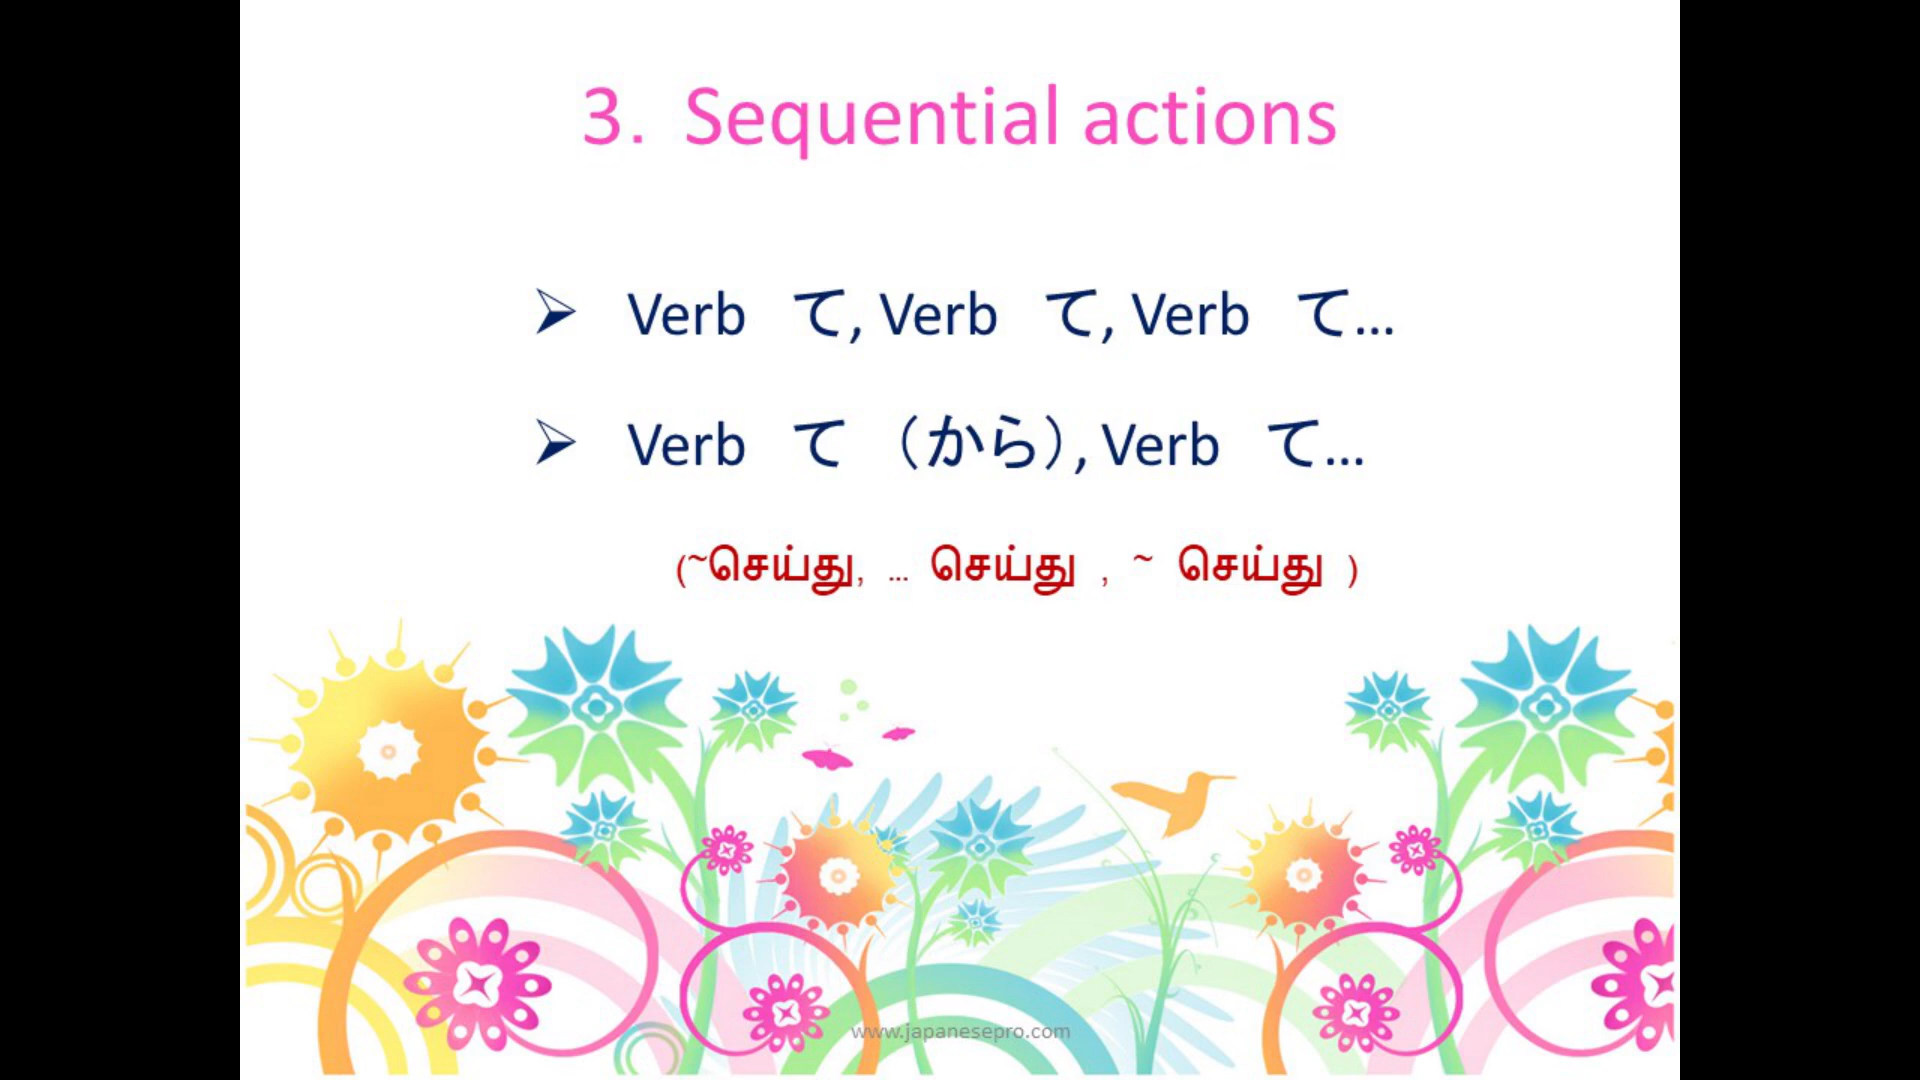 3. Sequential actions
➢ Verb て, Verb て, Verb て...
➢ Verb て （から）, Verb て...
(~செய்து, ... செய்து , ~ செய்து )
www.japanesepro.com